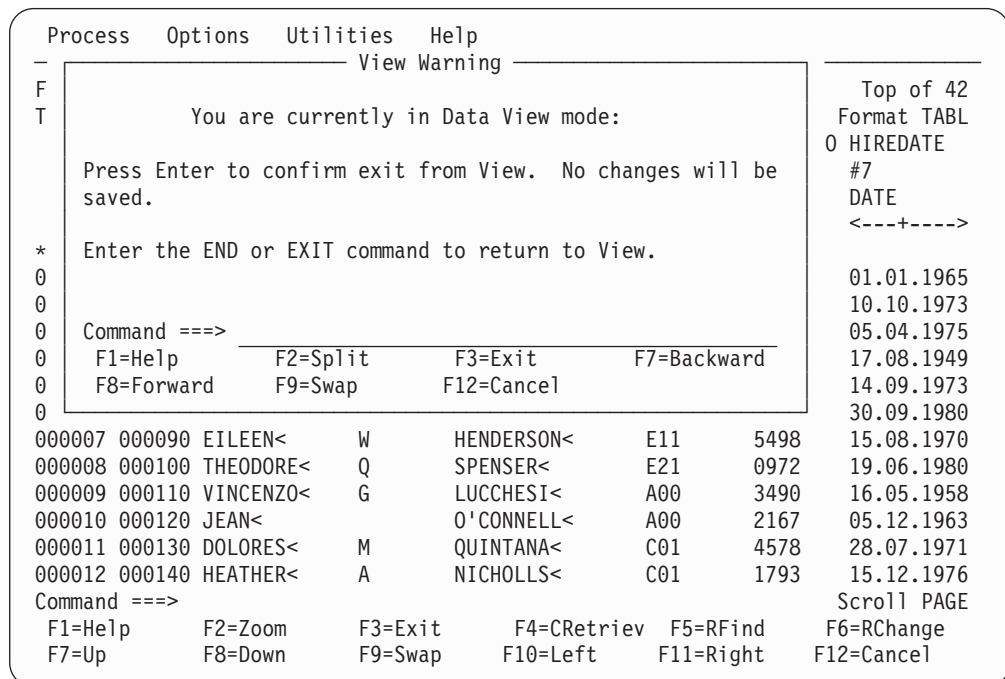 Process   Options   Utilities   Help
View Warning
F   Top of 42
T   You are currently in Data View mode:   Format TABL
O HIREDATE
Press Enter to confirm exit from View.  No changes will be   #7
saved.   DATE
<---+---->
*   Enter the END or EXIT command to return to View.
0   01.01.1965
0   10.10.1973
0   Command ===>   05.04.1975
0   F1=Help   F2=Split   F3=Exit   F7=Backward   17.08.1949
0   F8=Forward   F9=Swap   F12=Cancel   14.09.1973
0   30.09.1980
000007 000090 EILEEN<   W   HENDERSON<   E11   5498   15.08.1970
000008 000100 THEODORE<   Q   SPENSER<   E21   0972   19.06.1980
000009 000110 VINCENZO<   G   LUCCHESI<   A00   3490   16.05.1958
000010 000120 JEAN<   O'CONNELL<   A00   2167   05.12.1963
000011 000130 DOLORES<   M   QUINTANA<   C01   4578   28.07.1971
000012 000140 HEATHER<   A   NICHOLLS<   C01   1793   15.12.1976
Command ===>   Scroll PAGE
F1=Help   F2=Zoom   F3=Exit   F4=CRetriev   F5=RFind   F6=RChange
F7=Up   F8=Down   F9=Swap   F10=Left   F11=Right   F12=Cancel